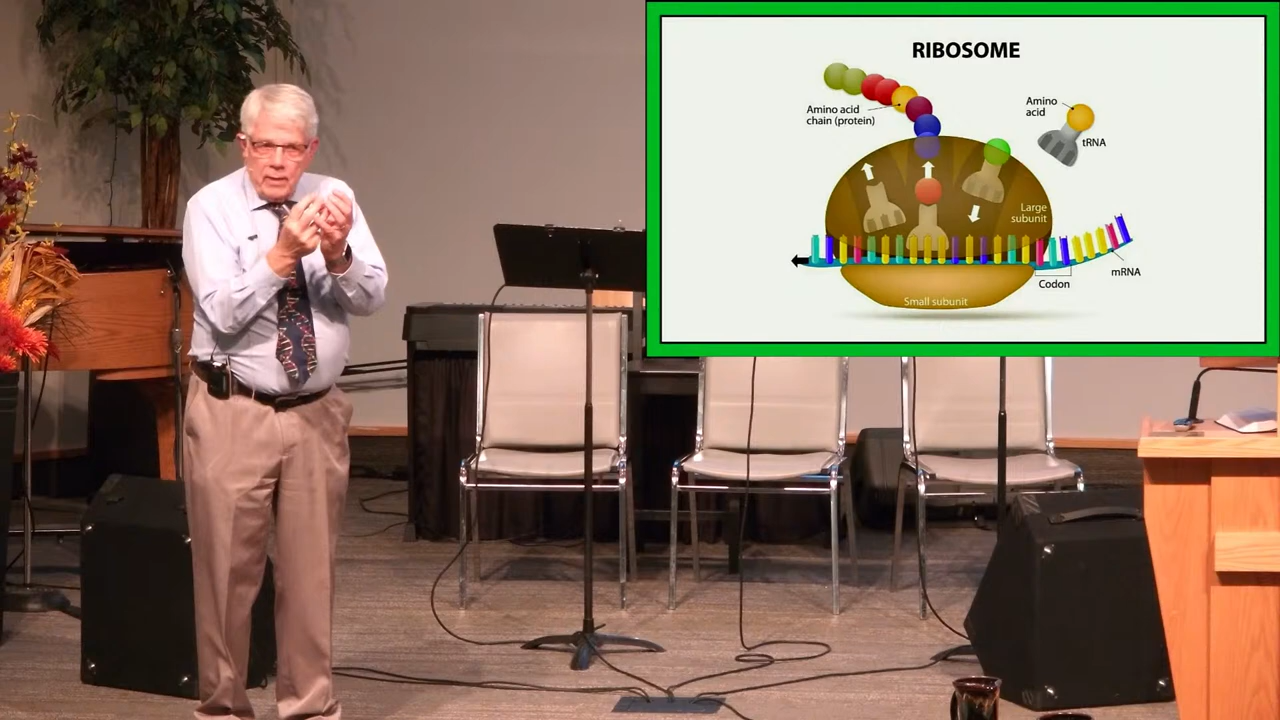 RIBOSOME
Amino acid
chain (protein)
Amino
acid
tRNA
Large
subunit
mRNA
Codon
Small subunit